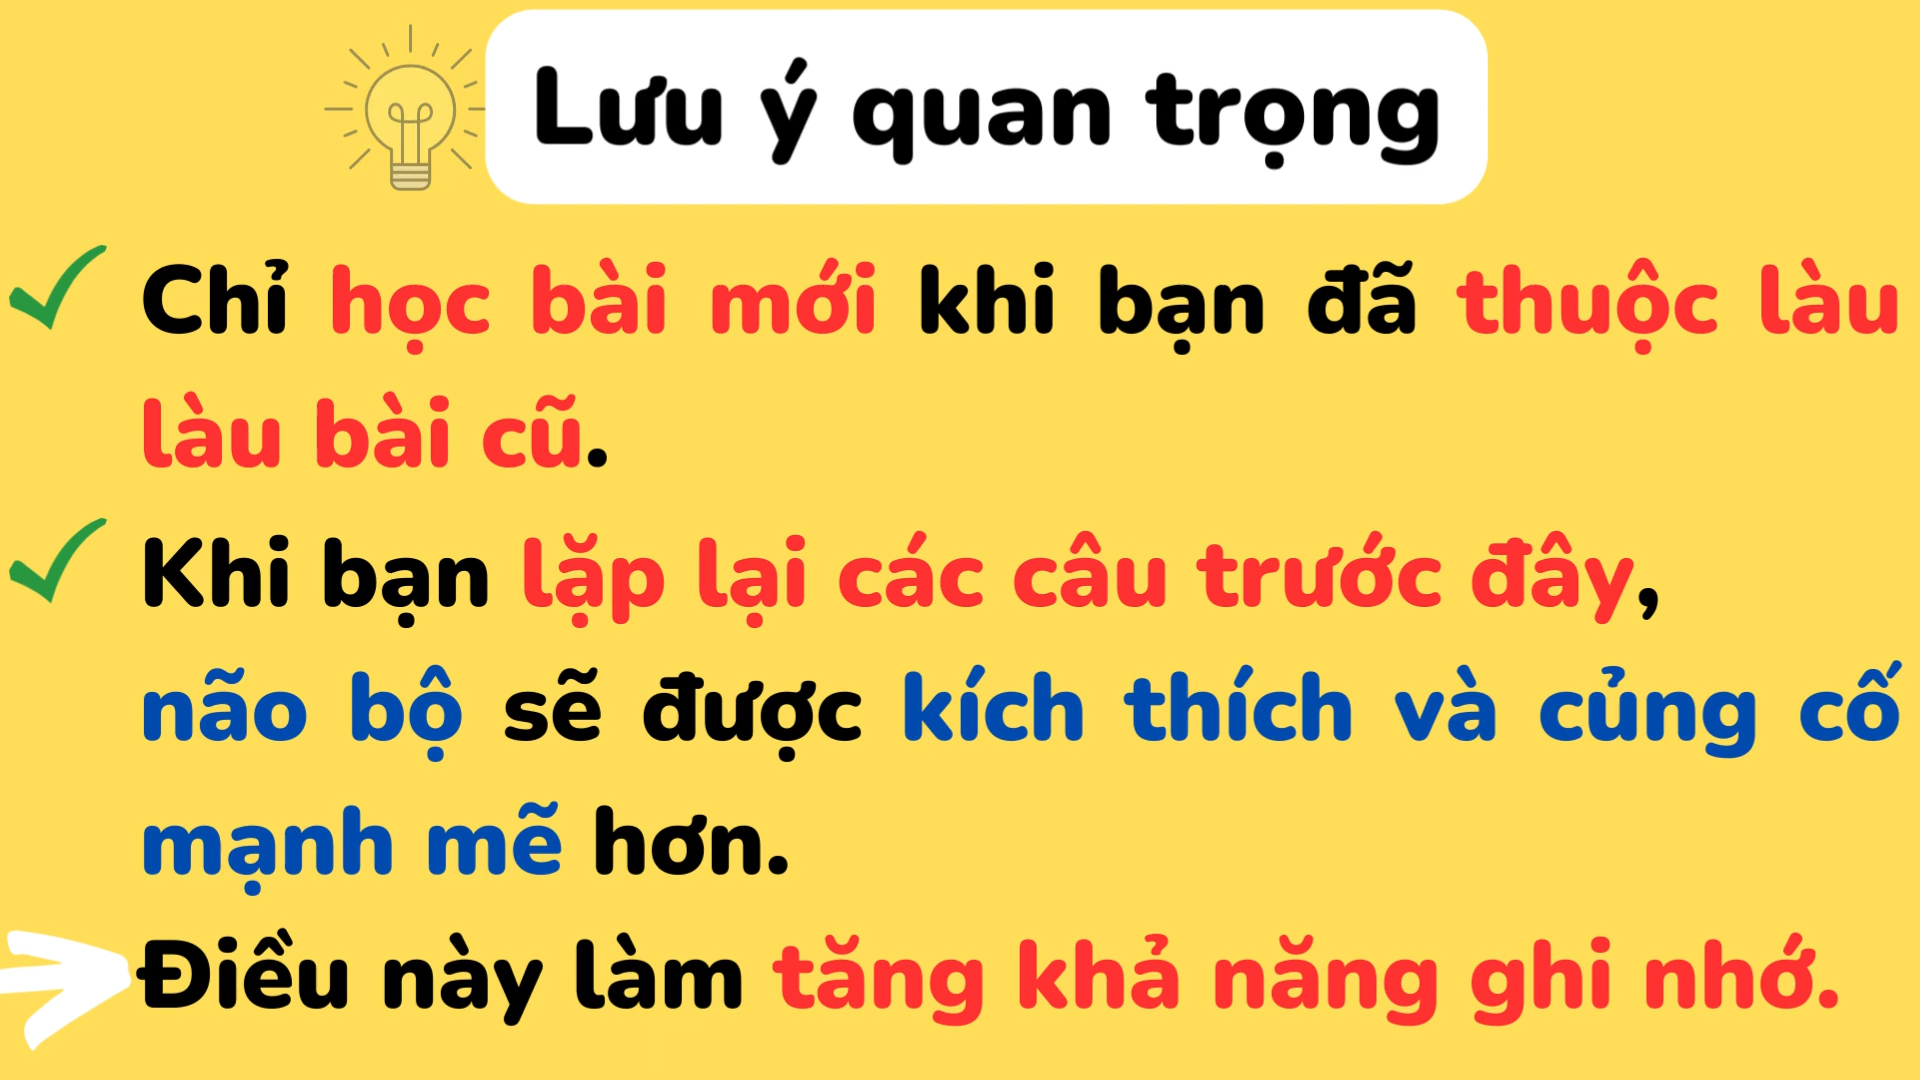 Lưu ý quan trọng
Chỉ học bài mới khi bạn đã thuộc làu
làu bài cũ.
Khi bạn lặp lại các câu trước đây,
não bộ sẽ được kích thích và củng cố
mạnh mẽ hơn.
Điều này làm tăng khả năng ghi nhớ.